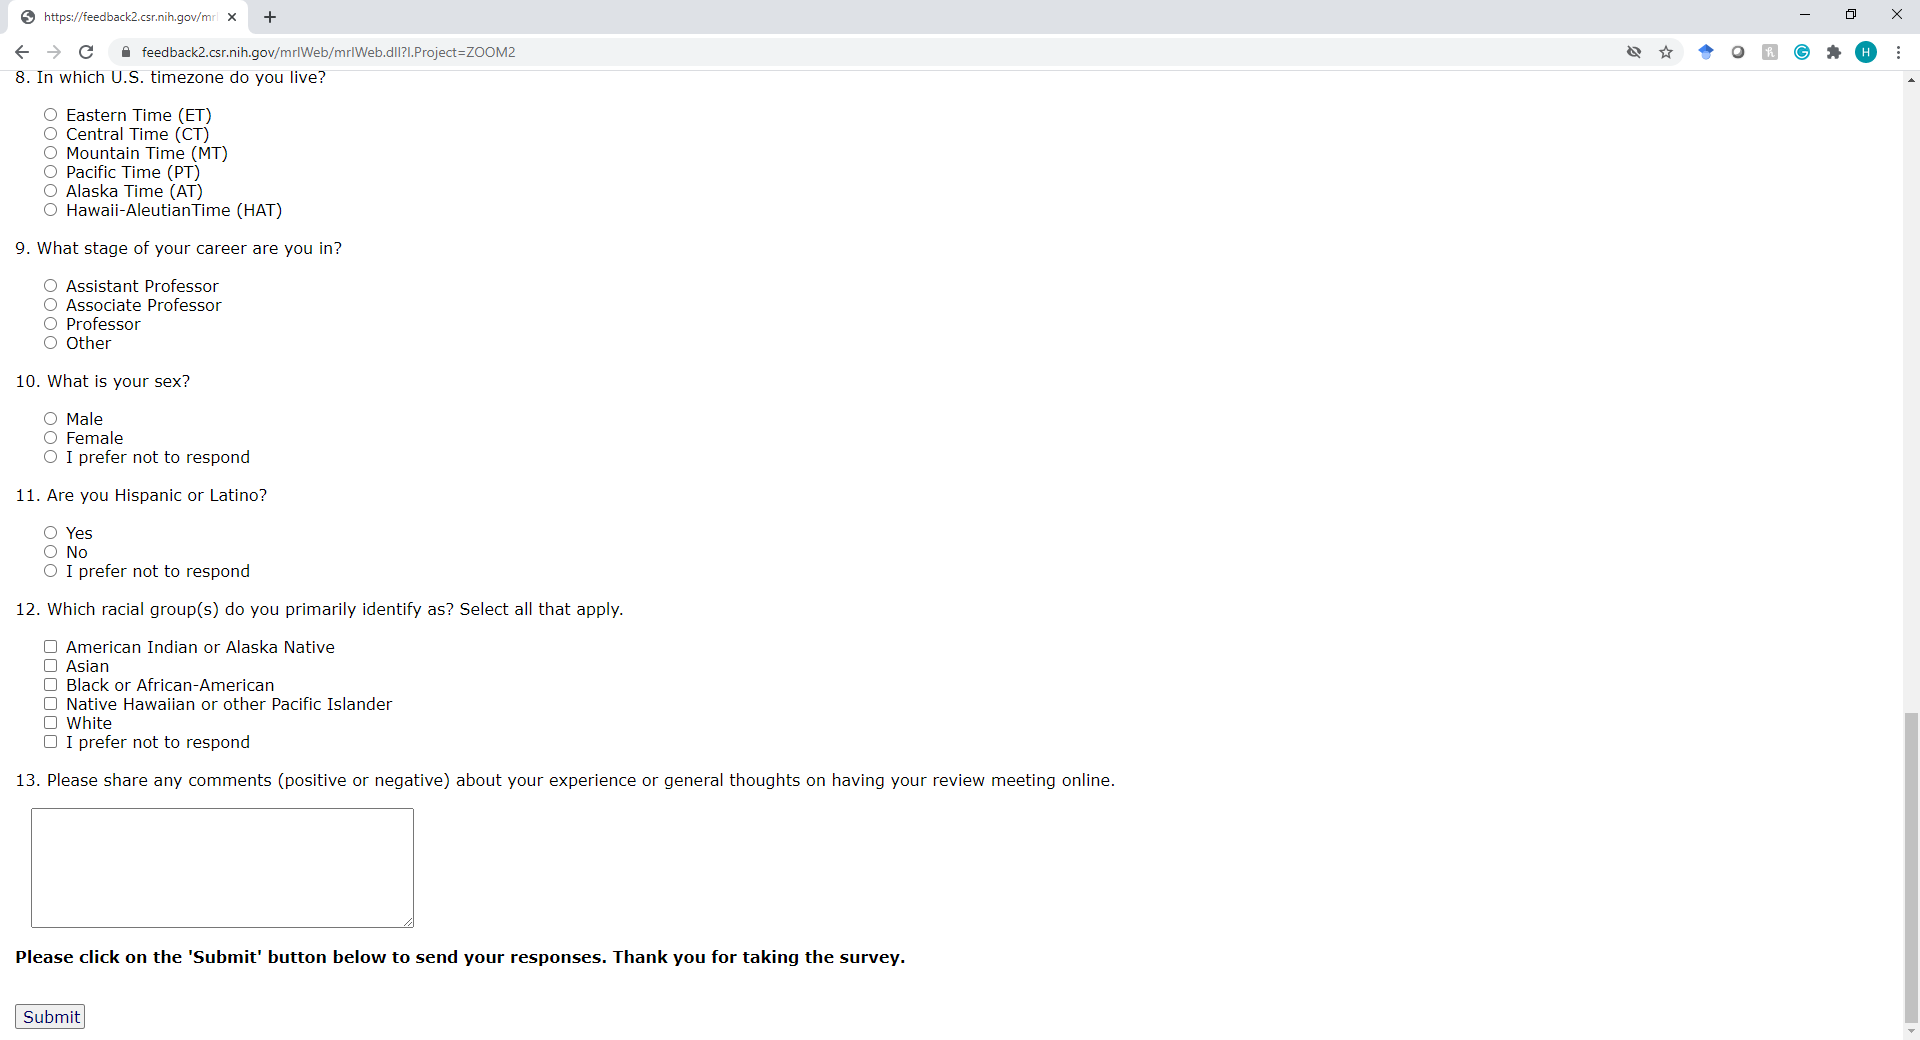 https://feedback2.csr.nih.gov/mrl
feedback2.csr.nih.gov/mrIWeb/mrIWeb.dll?I.Project=ZOOM2
H
8. In which U.S. timezone do you live?
Eastern Time (ET)
Central Time (CT)
Mountain Time (MT)
Pacific Time (PT)
Alaska Time (AT)
Hawaii-AleutianTime (HAT)
9. What stage of your career are you in?
Assistant Professor
Associate Professor
Professor
Other
10. What is your sex?
Male
Female
I prefer not to respond
11. Are you Hispanic or Latino?
Yes
No
I prefer not to respond
12. Which racial group(s) do you primarily identify as? Select all that apply.
American Indian or Alaska Native
Asian
Black or African-American
Native Hawaiian or other Pacific Islander
White
I prefer not to respond
13. Please share any comments (positive or negative) about your experience or general thoughts on having your review meeting online.
Please click on the 'Submit' button below to send your responses. Thank you for taking the survey.
Submit